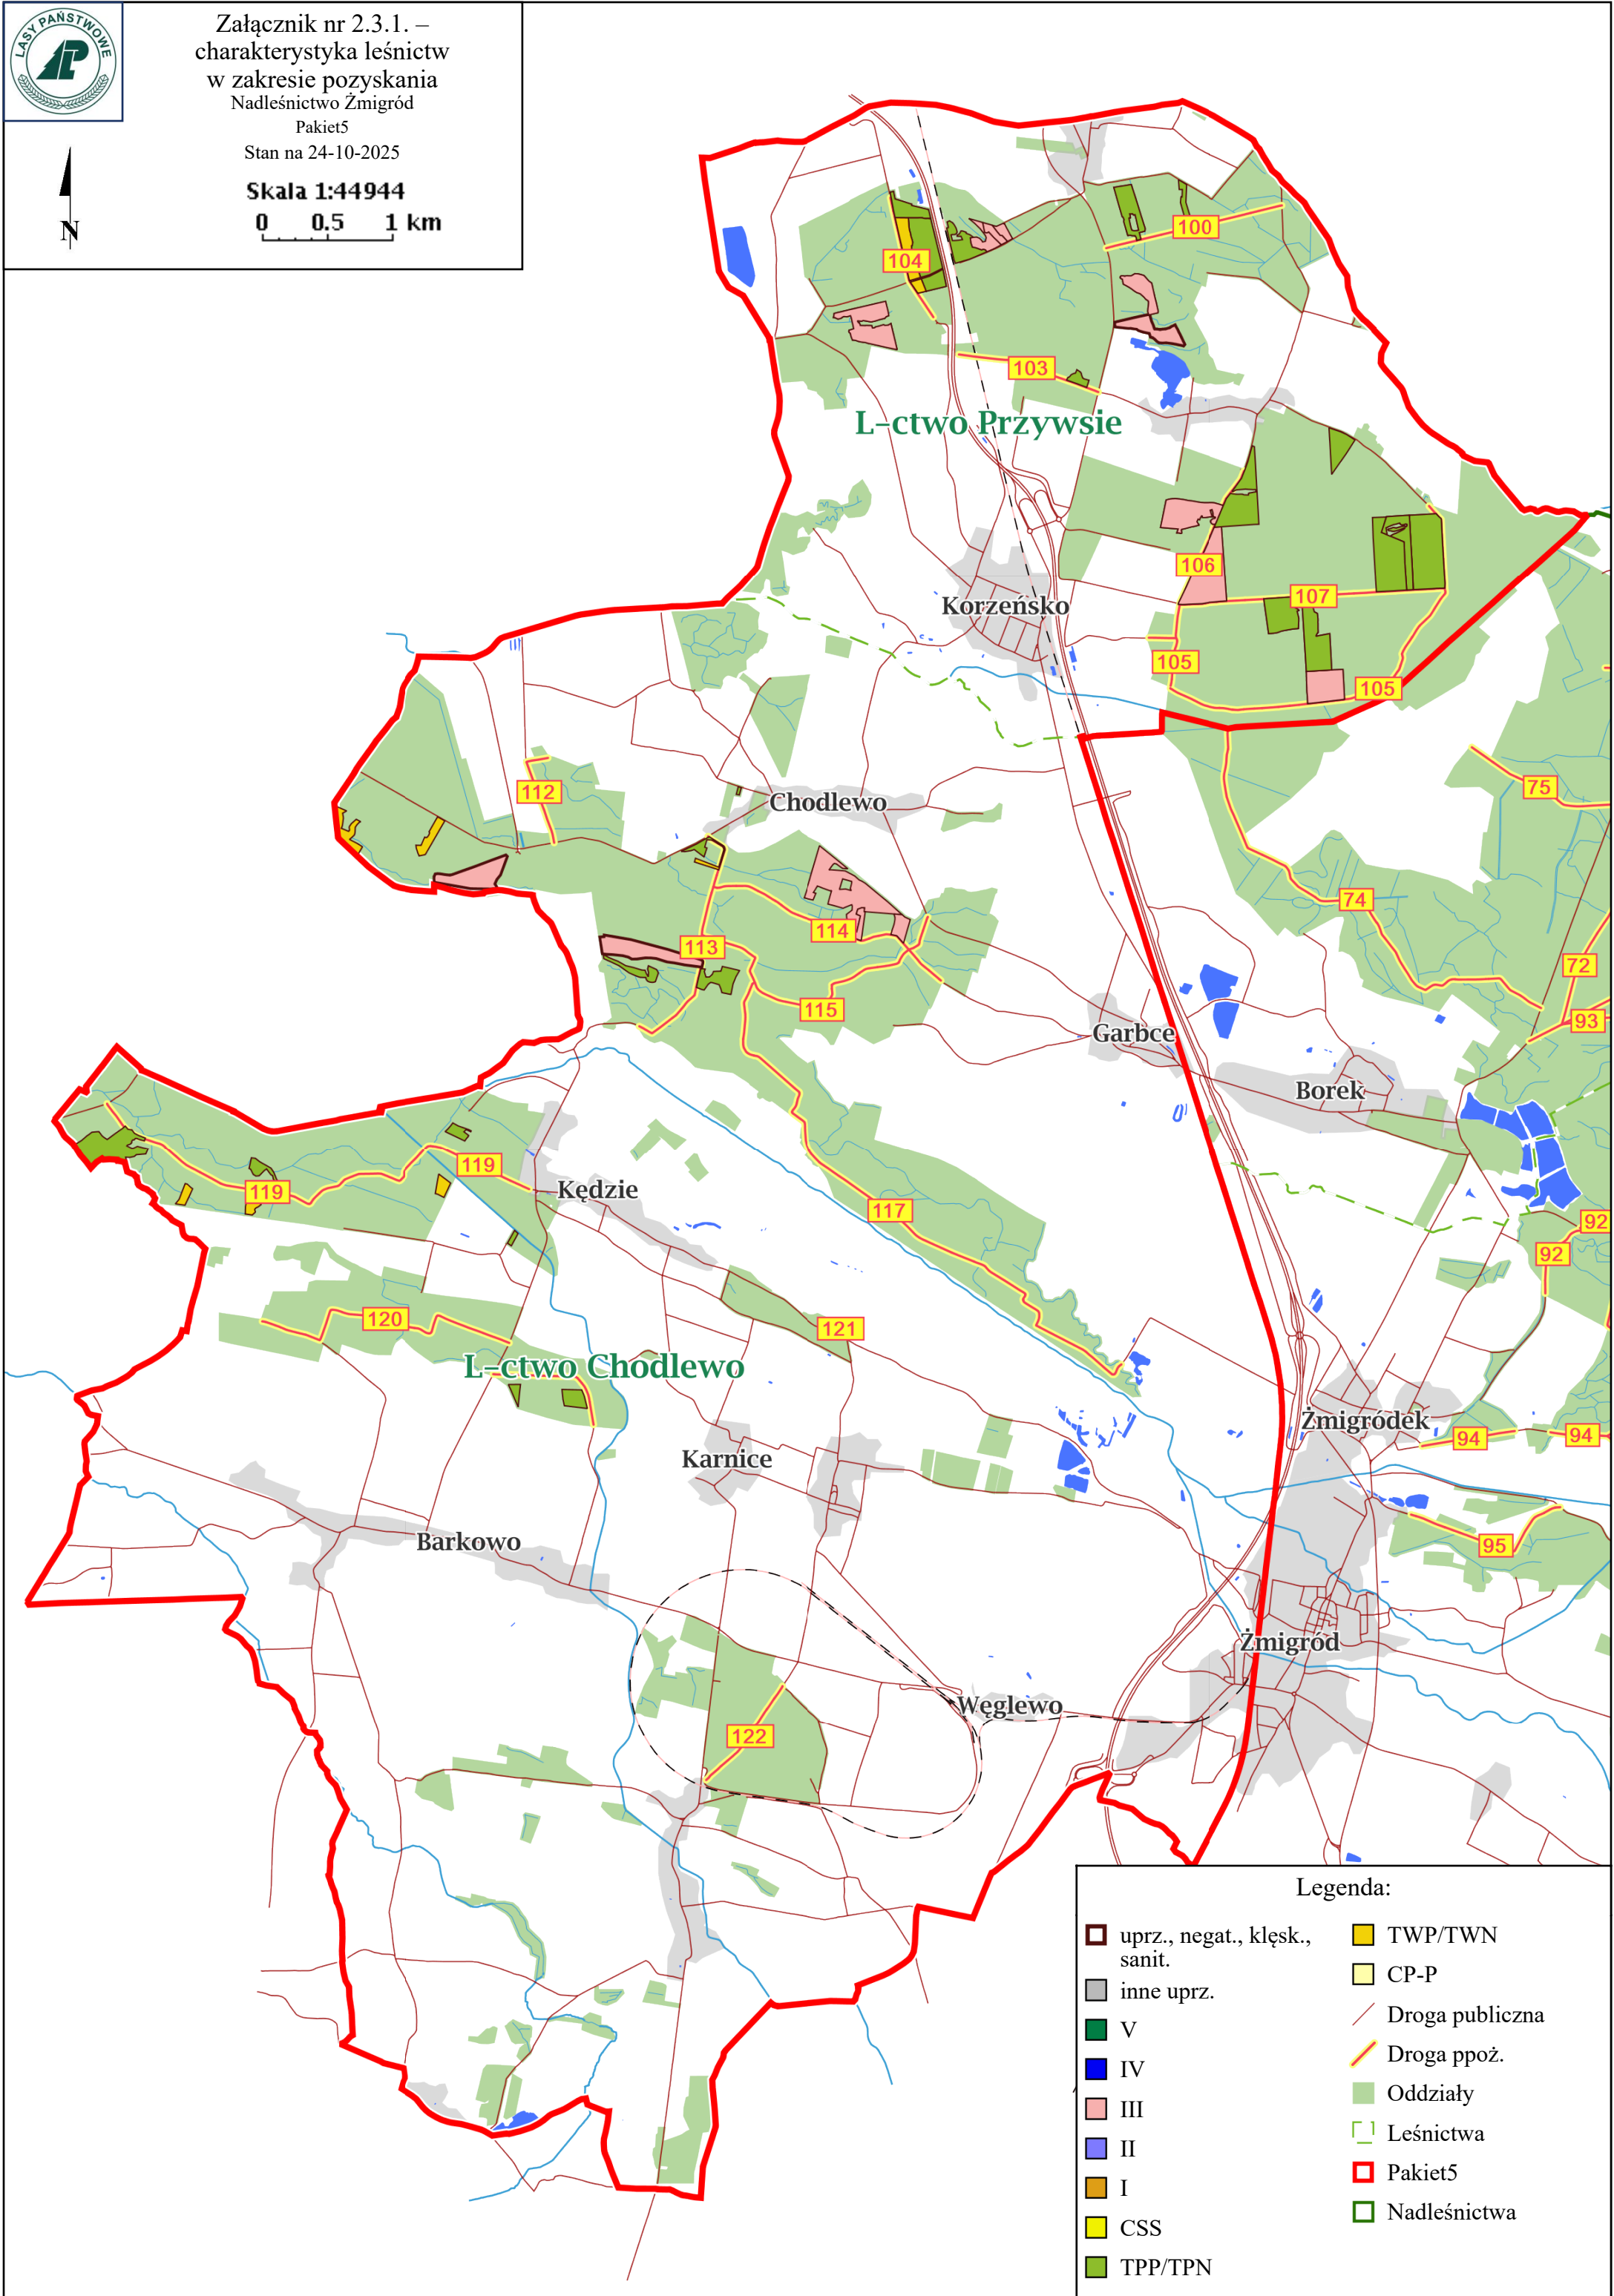 LASY PAŃSTWOWE
LP
Załącznik nr 2.3.1. –
charakterystyka leśnictw
w zakresie pozyskania
Nadleśnictwo Żmigród
Pakiet5
Stan na 24-10-2025
Skala 1:44944
0 0.5 1 km
N
100
104
103
L-ctwo Przywsie
106
107
Korzeńsko
105
105
75
112
Chodlewo
74
114
113
72
115
93
Garbce
Borek
119
119
Kędzie
117
92
92
120
121
L-ctwo Chodlewo
Żmigródek
94
94
Karnice
Barkowo
95
Żmigród
Węglewo
122
Legenda:
uprz., negat., klęsk.,
sanit.
inne uprz.
V
IV
III
II
I
CSS
TPP/TPN
TWP/TWN
CP-P
Droga publiczna
Droga ppoż.
Oddziały
Leśnictwa
Pakiet5
Nadleśnictwa